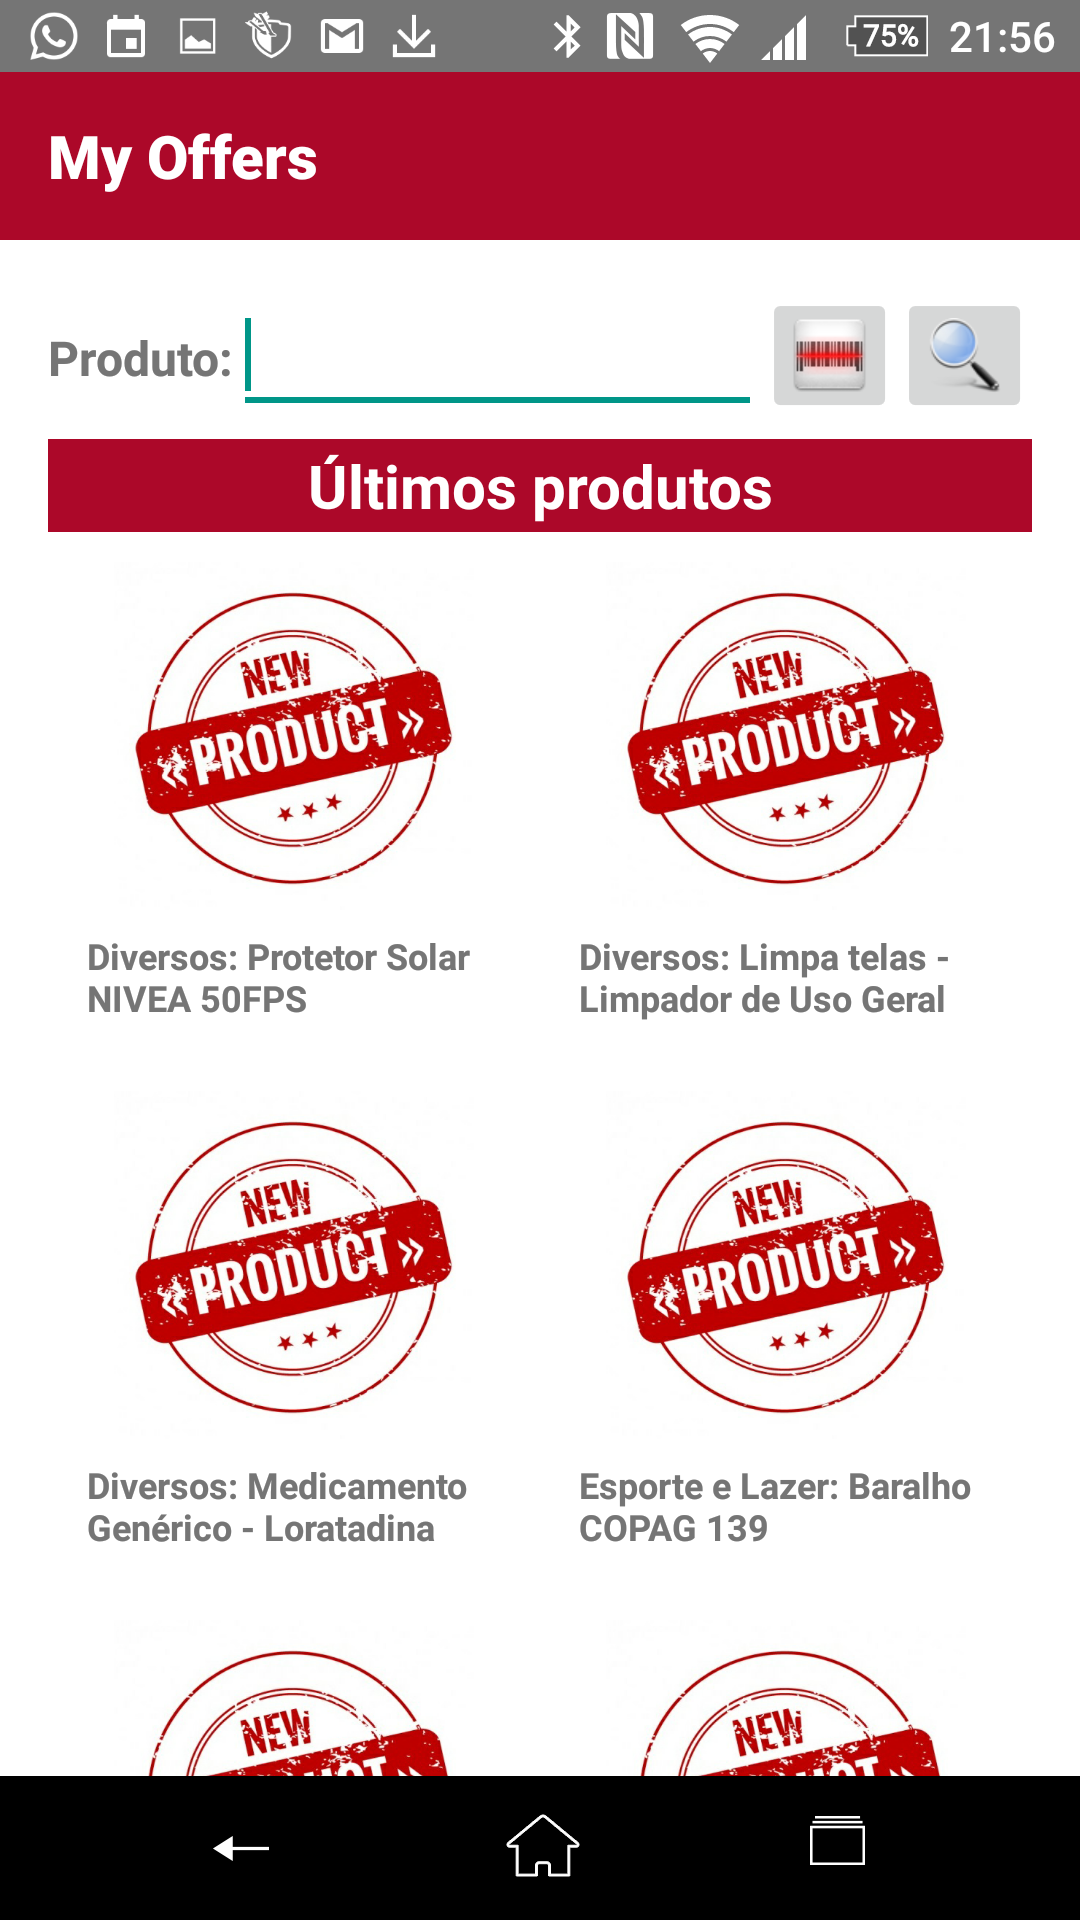 75% 21:56
My Offers
Produto:
Últimos produtos
NEW
« PRODUCT »
NEW
« PRODUCT »
Diversos: Protetor Solar
NIVEA 50FPS
Diversos: Limpa telas -
Limpador de Uso Geral
NEW
« PRODUCT »
NEW
« PRODUCT »
Diversos: Medicamento
Genérico - Loratadina
Esporte e Lazer: Baralho
COPAG 139
NEW
PRODUCT »
NEW
PRODUCT »